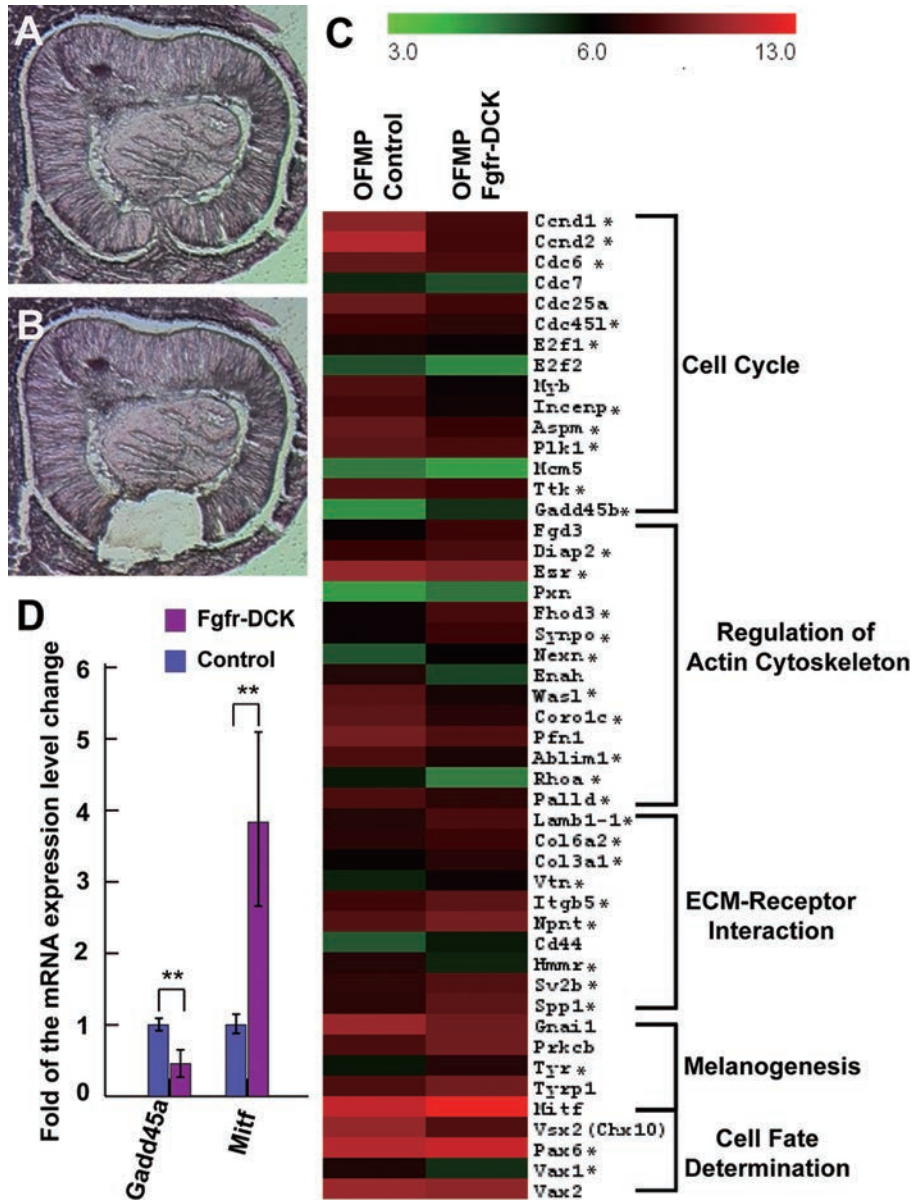 A
B
C
3.0 6.0 13.0
OFMP Control
OFMP Fgfr-DCK
Ccnd1 *
Ccnd2 *
Cdc6 *
Cdc7
Cdc25a
Cdc45l *
E2f1 *
E2f2
Myb
Incenp *
Aspm *
Plk1 *
Mcm5
Ttk *
Gadd45b *
Cell Cycle
Fgd3
Diap2 *
Ezr *
Pxn
Fhod3 *
Synpo *
Nexn *
Enah
Wasl *
Coro1c *
Pfn1
Ablim1 *
Rhoa *
Palld *
Regulation of
Actin Cytoskeleton
Lamb1-1 *
Col6a2 *
Col3a1 *
Vtn *
Itgb5 *
Npnt *
Cd44
Hmmr *
Sv2b *
Spp1 *
ECM-Receptor
Interaction
Gnai1
Prkcb
Tyr *
Tyrp1
Mitf
Melanogenesis
Vsx2(Chx10)
Pax6 *
Vax1 *
Vax2
Cell Fate
Determination
D
Fgfr-DCK
Control
Fold of the mRNA expression level change
6
5
4
3
2
1
0
**
**
Gadd45a
Mitf